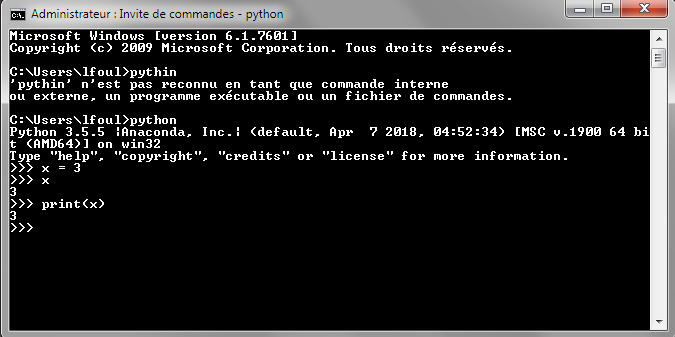 Administrateur : Invite de commandes - python
Microsoft Windows [version 6.1.7601]
Copyright (c) 2009 Microsoft Corporation. Tous droits réservés.
C:\Users\lfoul>pythin
'pythin' n'est pas reconnu en tant que commande interne
ou externe, un programme exécutable ou un fichier de commandes.
C:\Users\lfoul>python
Python 3.5.5 |Anaconda, Inc.| (default, Apr  7 2018, 04:52:34) [MSC v.1900 64 bi
t (AMD64)] on win32
Type "help", "copyright", "credits" or "license" for more information.
>>> x = 3
>>> x
3
>>> print(x)
3
>>>